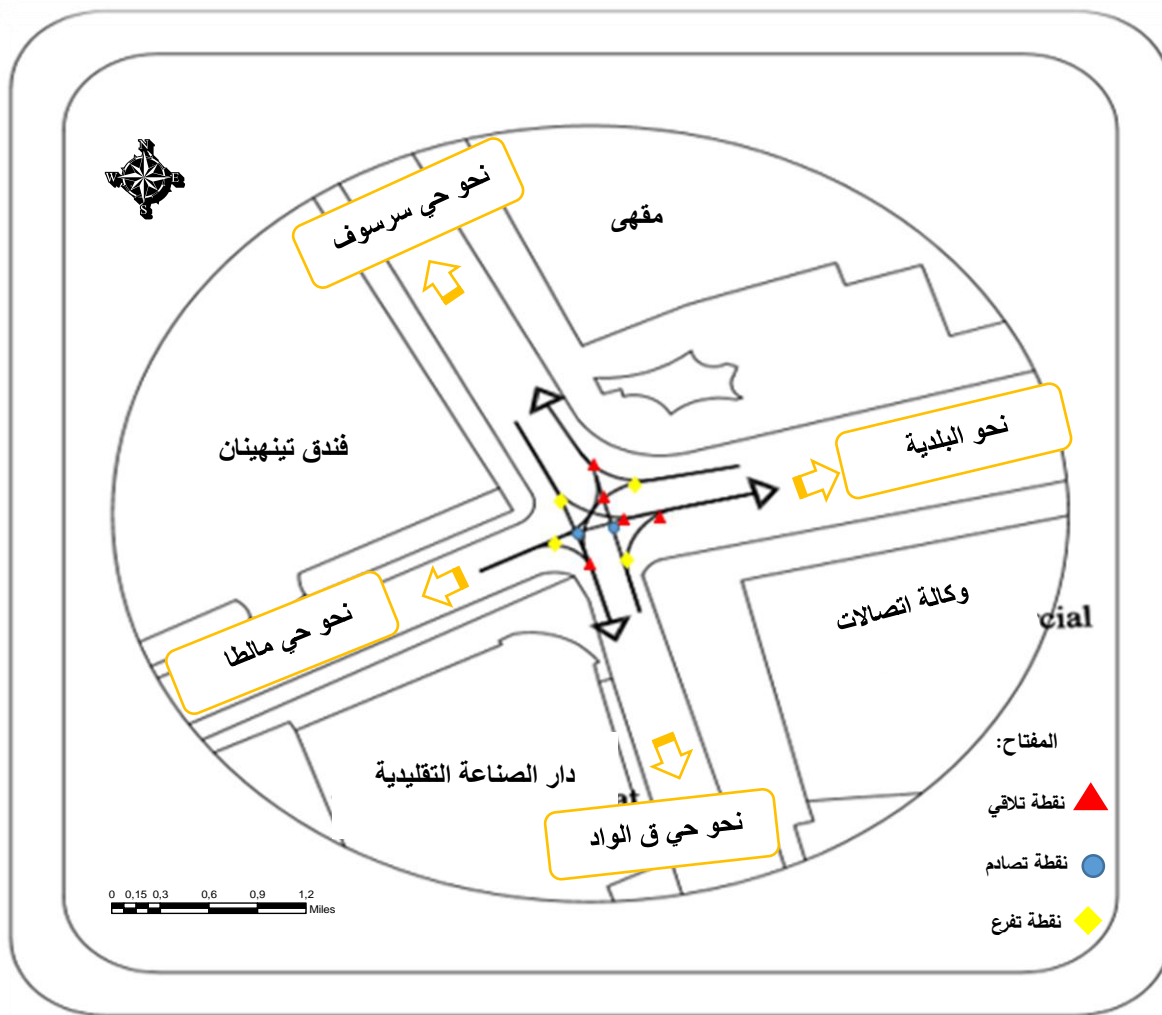 N
W E
S
نحو حي سرسوف
مقهى
نحو البلدية
فندق تينهينان
وكالة اتصالات
cial
نحو حي مالطا
دار الصناعة التقليدية
at
نحو حي ق الواد
المفتاح:
نقطة تلاقي
نقطة تصادم
نقطة تفرع
0 0,15 0,3 0,6 0,9 1,2
Miles